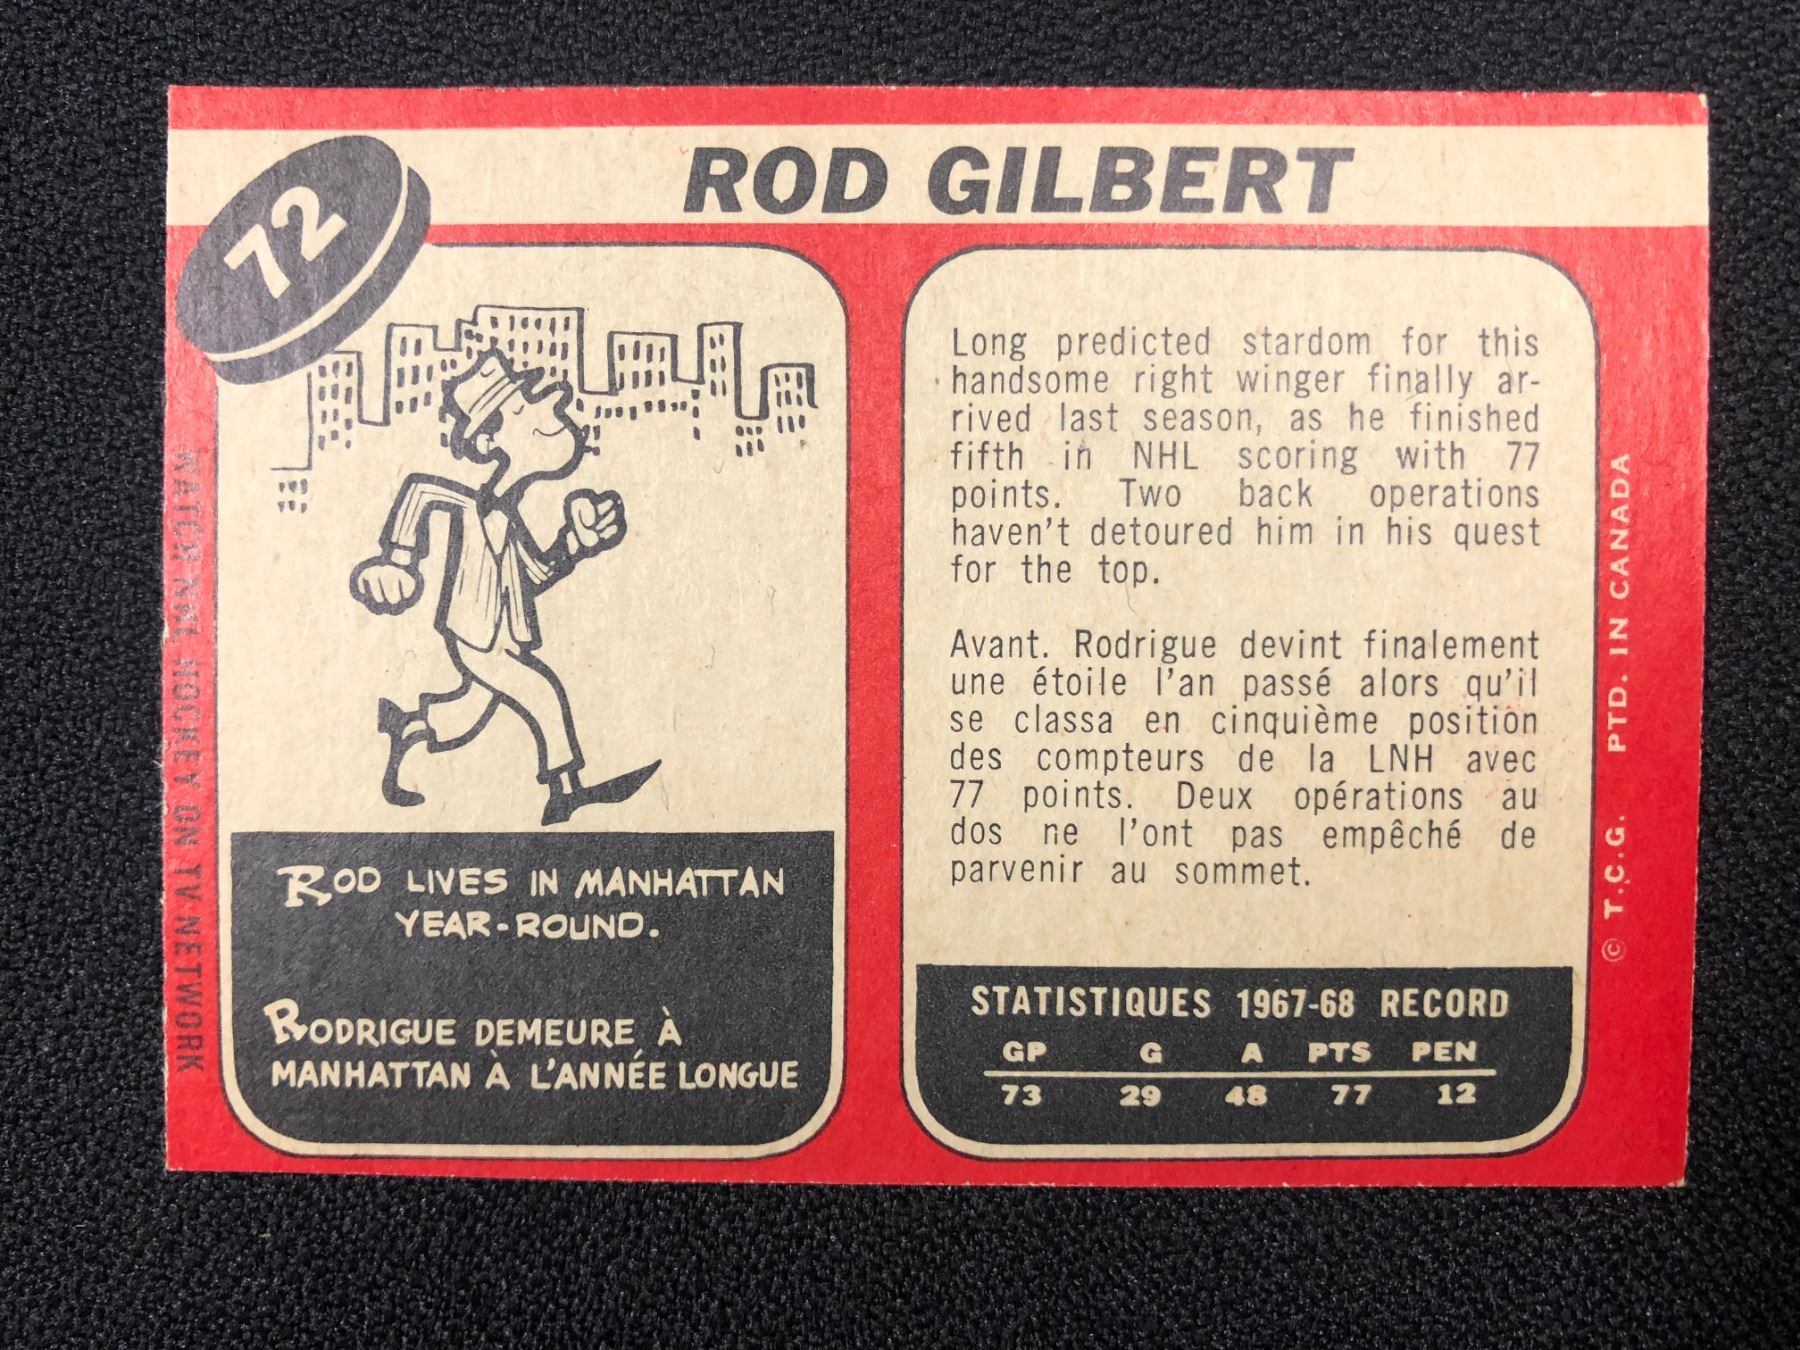 72
ROD GILBERT
ROD LIVES IN MANHATTAN
YEAR-ROUND.
RODRIGUE DEMEURE À
MANHATTAN À L'ANNÉE LONGUE
Long predicted stardom for this
handsome right winger finally ar-
rived last season, as he finished
fifth in NHL scoring with 77
points. Two back operations
haven't detoured him in his quest
for the top.
Avant. Rodrigue devint finalement
une étoile l'an passé alors qu'il
se classa en cinquième position
des compteurs de la LNH avec
77 points. Deux opérations au
dos ne l'ont pas empêché de
parvenir au sommet.
STATISTIQUES 1967-68 RECORD
GP G A PTS PEN
73 29 48 77 12
WATCH NHL HOCKEY ON TV NETWORK
© T.C.G. PTD. IN CANADA